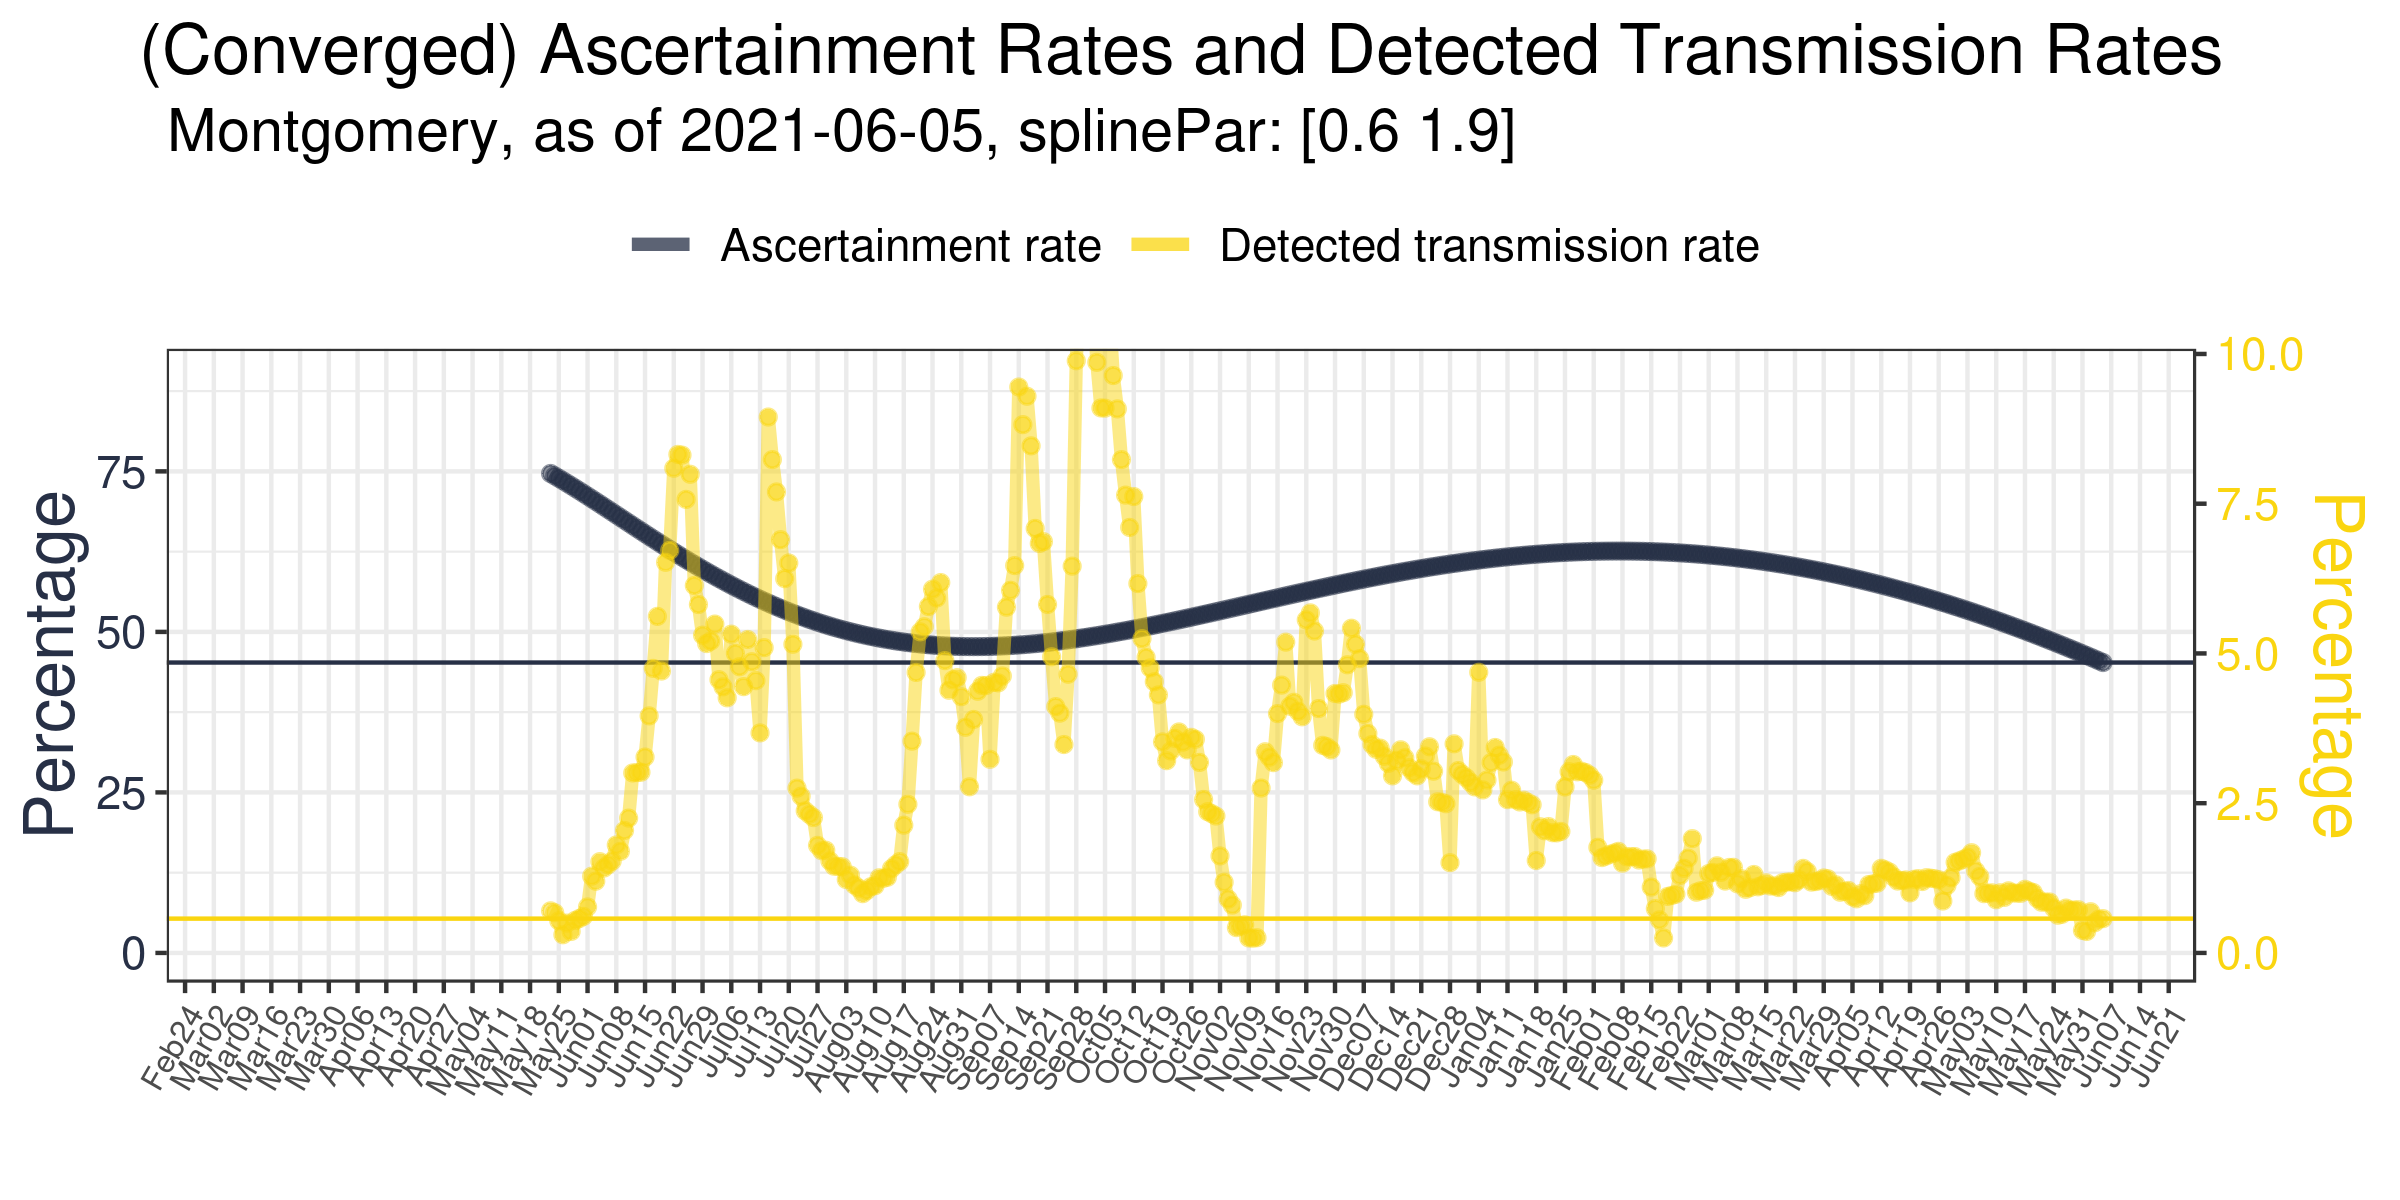 (Converged) Ascertainment Rates and Detected Transmission Rates
Montgomery, as of 2021-06-05, splinePar: [0.6 1.9]
Ascertainment rate
Detected transmission rate
Percentage
75
50
25
0
10.0
7.5
5.0
2.5
0.0
Percentage
Feb24
Mar02
Mar09
Mar16
Mar23
Mar30
Apr06
Apr13
Apr20
Apr27
May04
May11
May18
May25
Jun01
Jun08
Jun15
Jun22
Jun29
Jul06
Jul13
Jul20
Jul27
Aug03
Aug10
Aug17
Aug24
Aug31
Sep07
Sep14
Sep21
Sep28
Oct05
Oct12
Oct19
Oct26
Nov02
Nov09
Nov16
Nov23
Nov30
Dec07
Dec14
Dec21
Dec28
Jan04
Jan11
Jan18
Jan25
Feb01
Feb08
Feb15
Feb22
Mar01
Mar08
Mar15
Mar22
Mar29
Apr05
Apr12
Apr19
Apr26
May03
May10
May17
May24
May31
Jun07
Jun14
Jun21